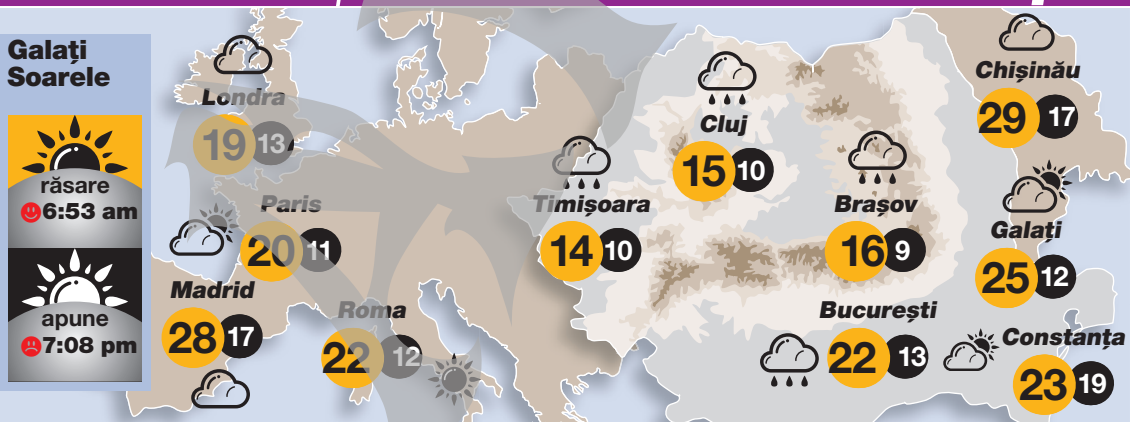 Galați
Soarele
răsare
6:53 am
apune
7:08 pm
Londra
19 13
Paris
20 11
Madrid
28 17
Roma
22 12
Timișoara
14 10
Cluj
15 10
Brașov
16 9
București
22 13
Chișinău
29 17
Galați
25 12
Constanța
23 19